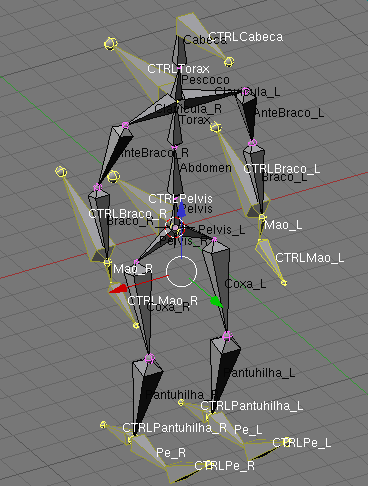 Cabeca
CTRLCabeca
CTRLTorax
Pescoco
Clavicula_L
Clavicula_R
AnteBraco_L
Torax
AnteBraco_R
Abdomen
CTRLBraco_L
Braco_L
CTRLPelvis
Pelvis
CTRLBraco_R
Braco_R
Mao_L
Pelvis_L
Pelvis_R
CTRLMao_L
Mao_R
Coxa_L
CTRLMao_R
Coxa_R
Pantuhilha_L
Pantuhilha_R
CTRLPantuhilha_L
CTRLPantuhilha_R
Pe_L
CTRLPe_L
Pe_R
CTRLPe_R